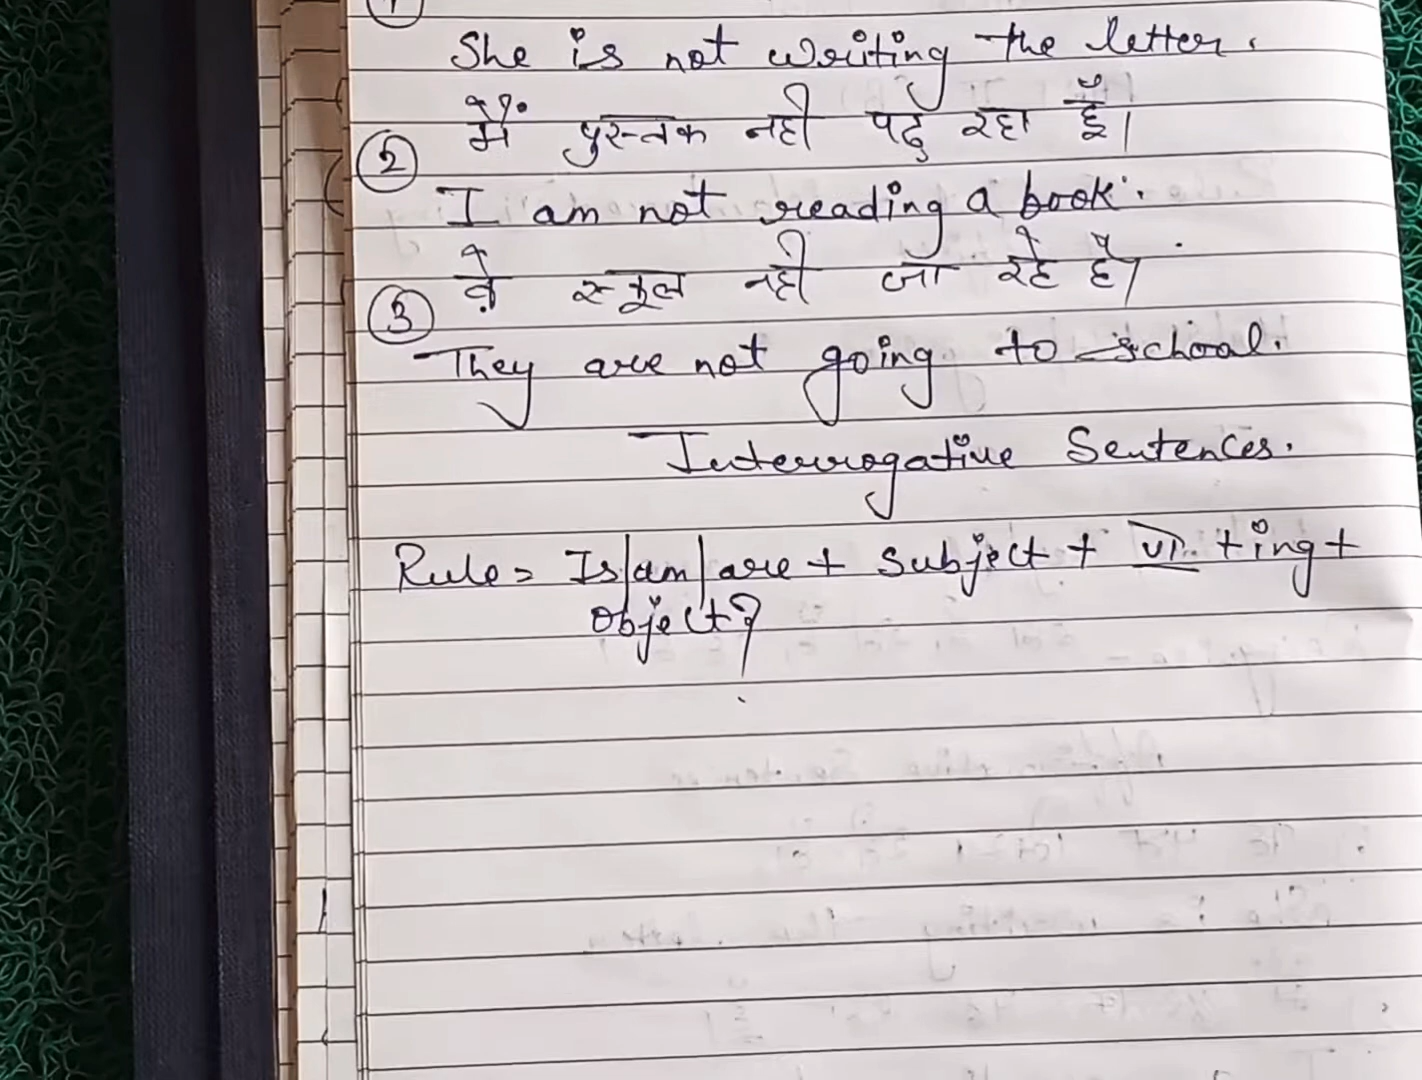 She is not writing the letter.
② मैं पुस्तक नही पढ़ रहा हूँ।
I am not reading a book.
③ वे स्कूल नही जा रहे है।
They are not going to school.
Interrogative Sentences.
Rule = Is/am/are + Subject + v1 + ing +
object?